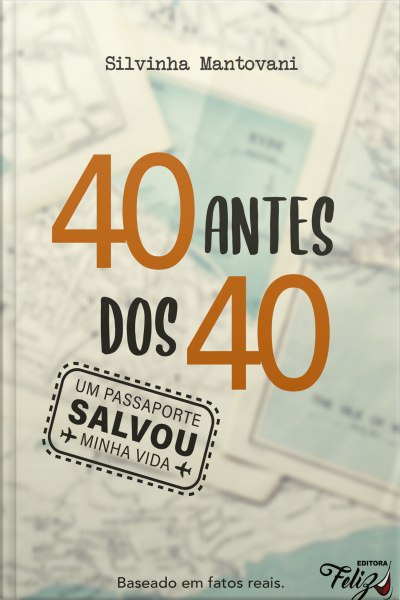 Silvinha Mantovani
40 ANTES
DOS 40
UM PASSAPORTE
SALVOU
MINHA VIDA
Baseado em fatos reais.
EDITORA
Feliz